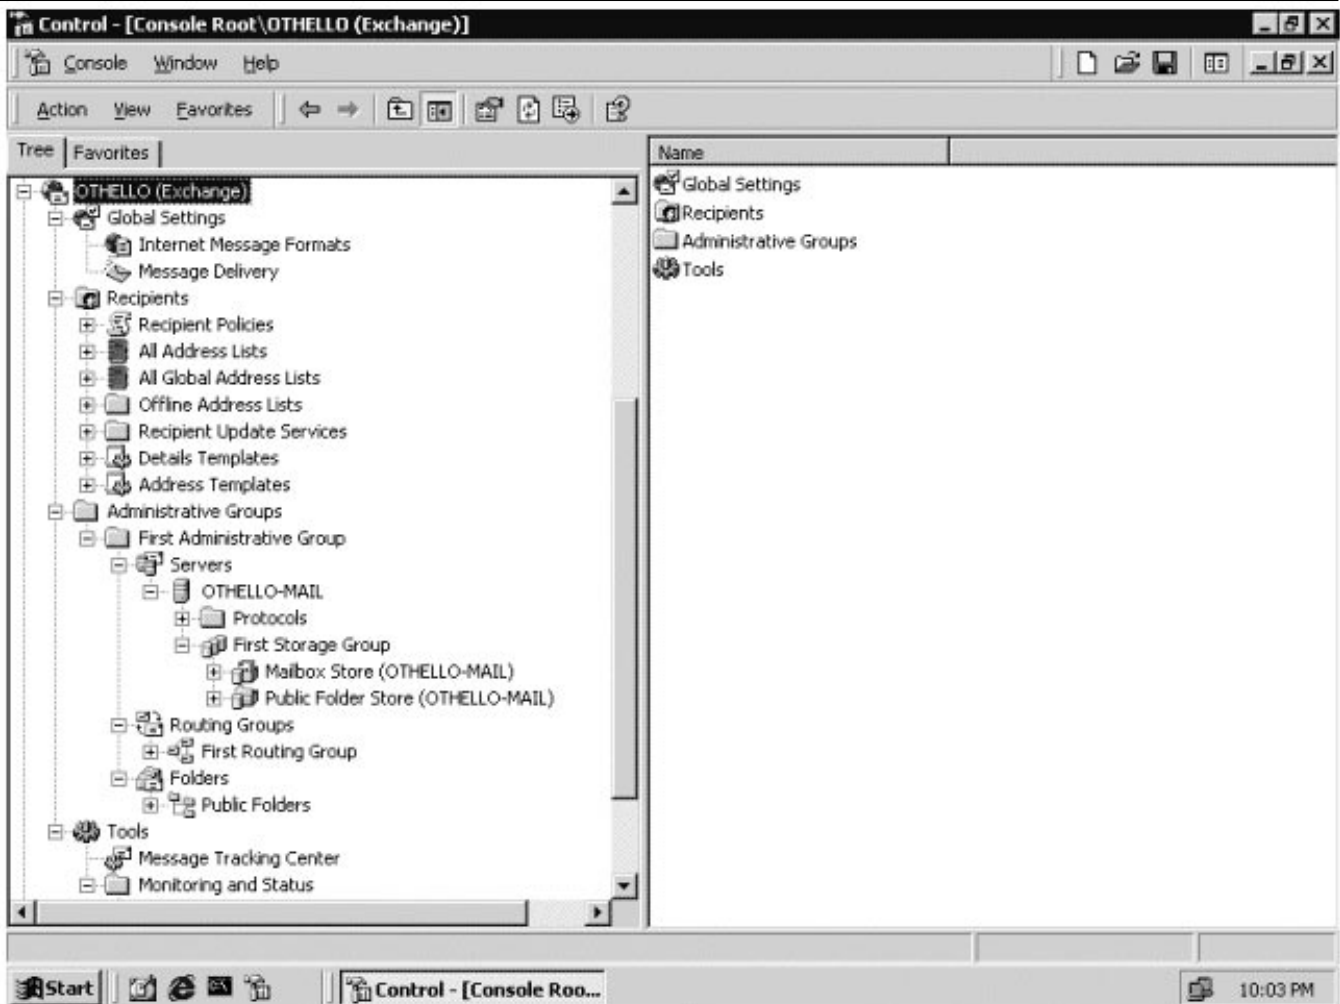 Control - [Console Root\OTHELLO (Exchange)]
Console Window Help
Action View Favorites
Tree Favorites
Name
OTHELLO (Exchange)
Global Settings
Internet Message Formats
Message Delivery
Recipients
Recipient Policies
All Address Lists
All Global Address Lists
Offline Address Lists
Recipient Update Services
Details Templates
Address Templates
Administrative Groups
First Administrative Group
Servers
OTHELLO-MAIL
Protocols
First Storage Group
Mailbox Store (OTHELLO-MAIL)
Public Folder Store (OTHELLO-MAIL)
Routing Groups
First Routing Group
Folders
Public Folders
Tools
Message Tracking Center
Monitoring and Status
Global Settings
Recipients
Administrative Groups
Tools
Start
Control - [Console Roo...
10:03 PM